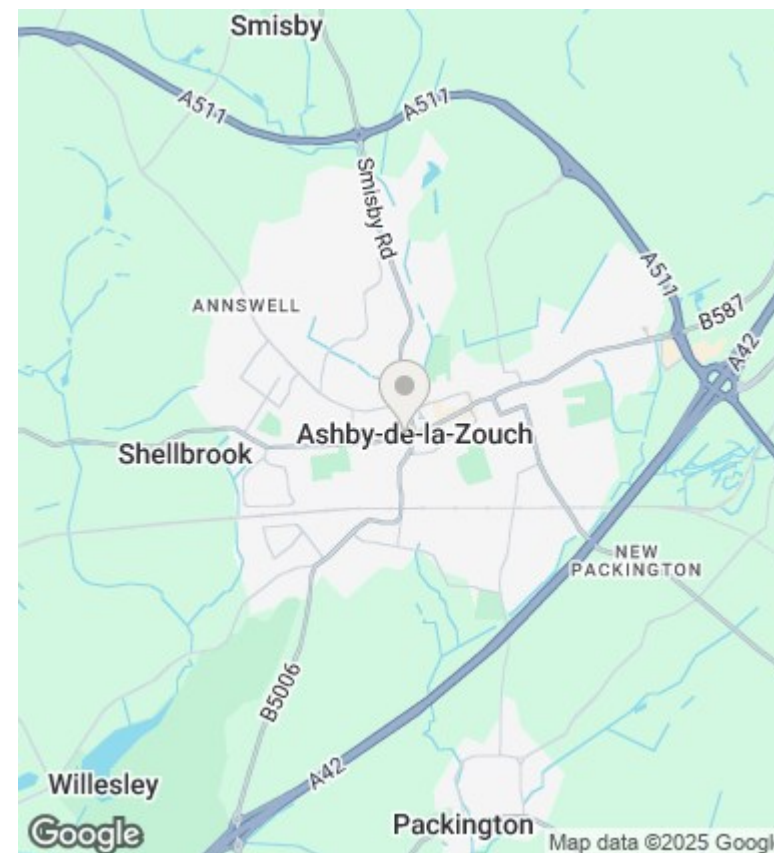 Smisby
A511
A511
Smisby Rd
ANNSWELL
A511
B587
A42
Ashby-de-la-Zouch
Shellbrook
NEW
PACKINGTON
B5006
A42
Willesley
Packington
Google
Map data ©2025 Googl